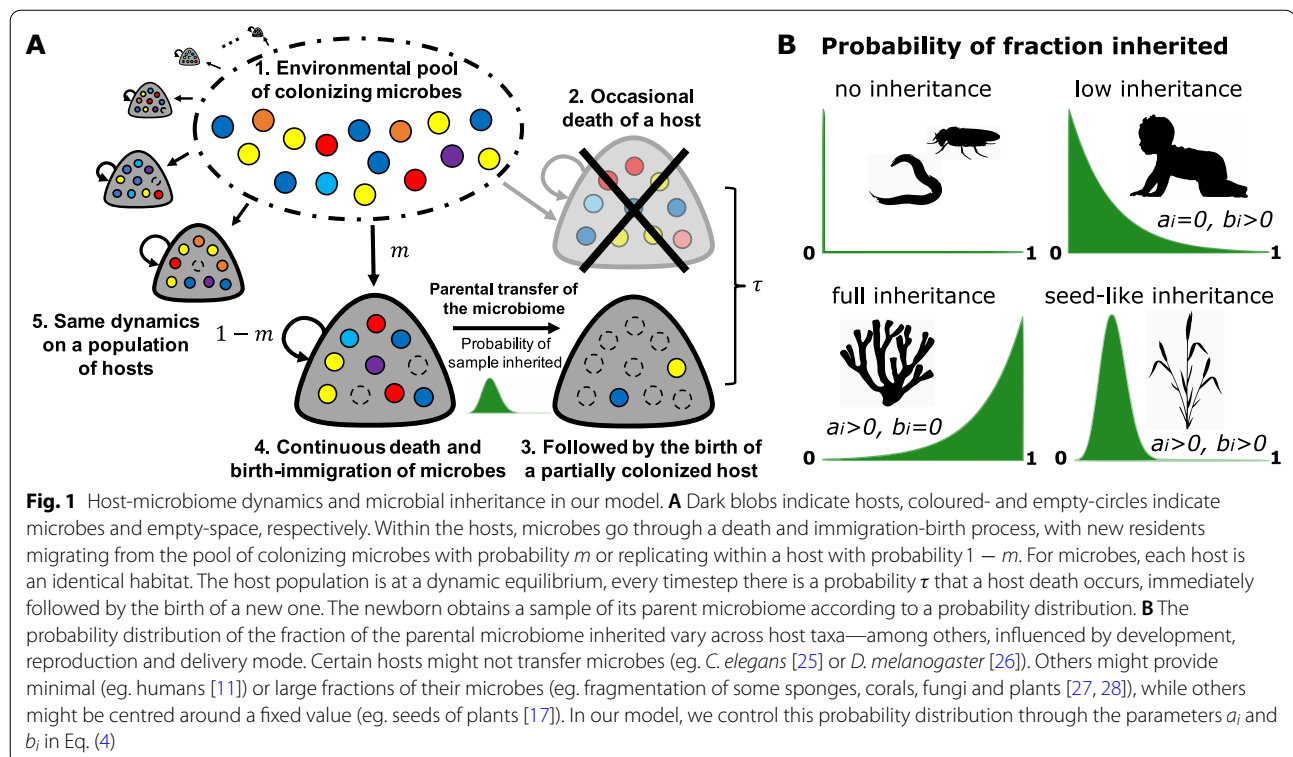 A
1. Environmental pool
of colonizing microbes
2. Occasional
death of a host
m
τ
5. Same dynamics
on a population
of hosts
1 − m
Parental transfer of
the microbiome
Probability of
sample inherited
4. Continuous death and
birth-immigration of microbes
3. Followed by the birth of
a partially colonized host
B Probability of fraction inherited
no inheritance
0 1
low inheritance
ai=0, bi>0
0 1
full inheritance
ai>0, bi=0
0 1
seed-like inheritance
ai>0, bi>0
0 1
Fig. 1 Host-microbiome dynamics and microbial inheritance in our model. A Dark blobs indicate hosts, coloured- and empty-circles indicate
microbes and empty-space, respectively. Within the hosts, microbes go through a death and immigration-birth process, with new residents
migrating from the pool of colonizing microbes with probability m or replicating within a host with probability 1 − m. For microbes, each host is
an identical habitat. The host population is at a dynamic equilibrium, every timestep there is a probability τ that a host death occurs, immediately
followed by the birth of a new one. The newborn obtains a sample of its parent microbiome according to a probability distribution. B The
probability distribution of the fraction of the parental microbiome inherited vary across host taxa—among others, influenced by development,
reproduction and delivery mode. Certain hosts might not transfer microbes (eg. C. elegans [25] or D. melanogaster [26]). Others might provide
minimal (eg. humans [11]) or large fractions of their microbes (eg. fragmentation of some sponges, corals, fungi and plants [27, 28]), while others
might be centred around a fixed value (eg. seeds of plants [17]). In our model, we control this probability distribution through the parameters ai and
bi in Eq. (4)